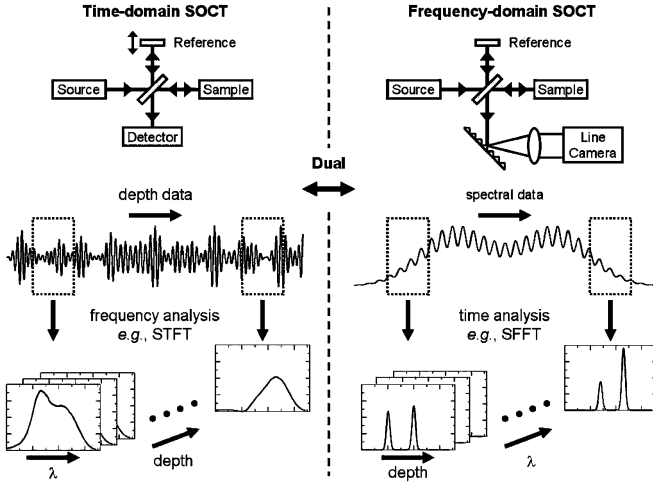 Time-domain SOCT
Reference
Source
Sample
Detector
depth data
frequency analysis
e.g., STFT
λ
depth
Dual
Frequency-domain SOCT
Reference
Source
Sample
Line
Camera
spectral data
time analysis
e.g., SFFT
depth
λ